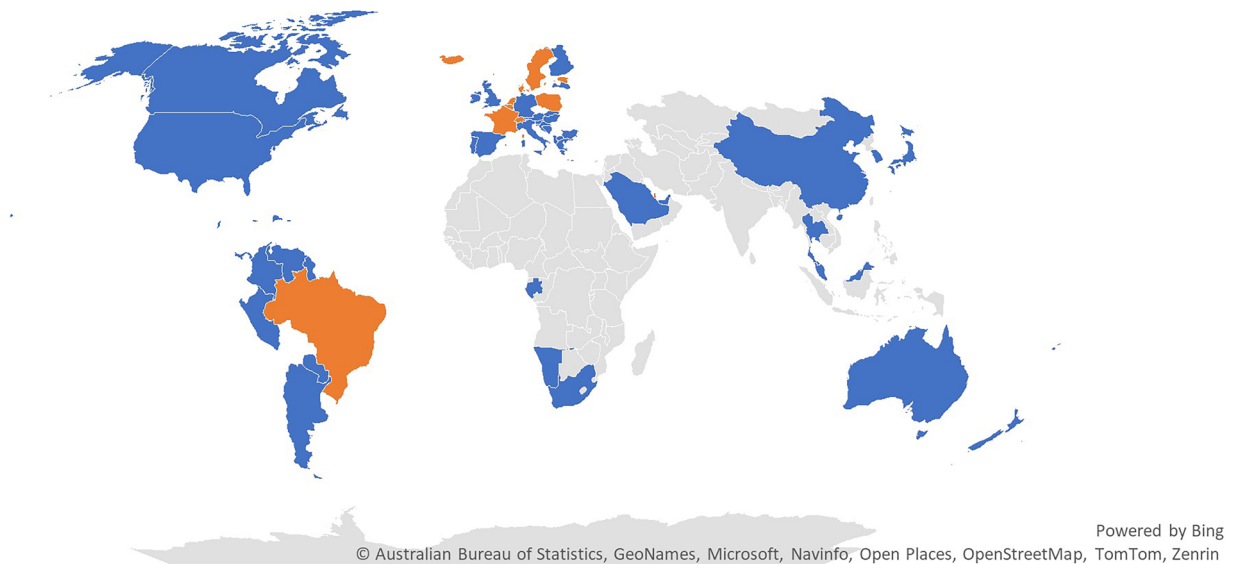 Powered by Bing
© Australian Bureau of Statistics, GeoNames, Microsoft, Navinfo, Open Places, OpenStreetMap, TomTom, Zenrin